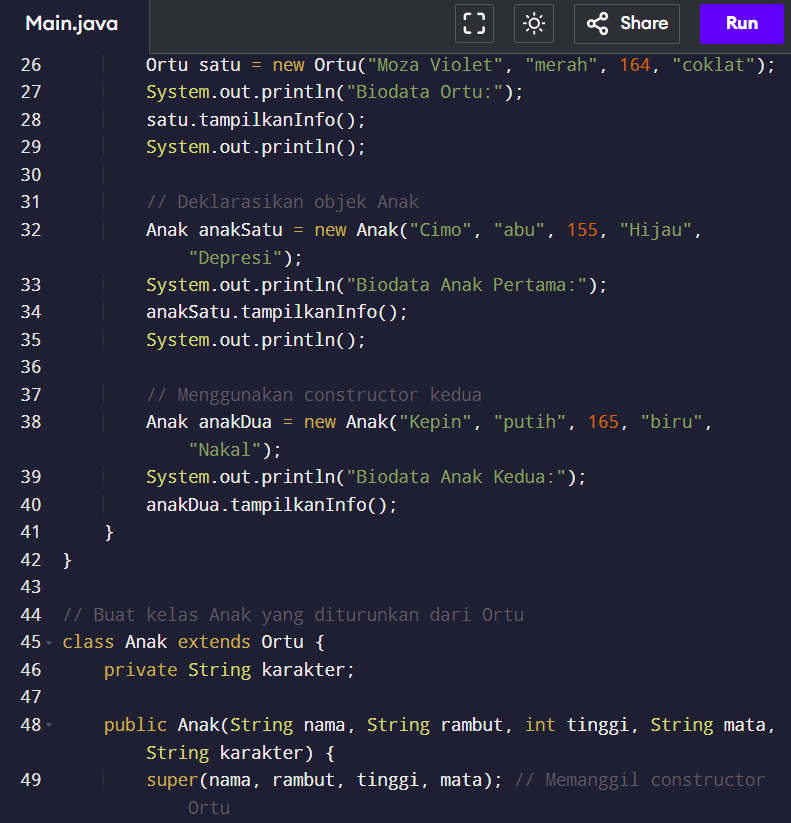 Main.java
Share
Run
26 Ortu satu = new Ortu("Moza Violet", "merah", 164, "coklat");
27 System.out.println("Biodata Ortu:");
28 satu.tampilkanInfo();
29 System.out.println();
30
31 // Deklarasikan objek Anak
32 Anak anakSatu = new Anak("Cimo", "abu", 155, "Hijau",
"Depresi");
33 System.out.println("Biodata Anak Pertama:");
34 anakSatu.tampilkanInfo();
35 System.out.println();
36
37 // Menggunakan constructor kedua
38 Anak anakDua = new Anak("Kepin", "putih", 165, "biru",
"Nakal");
39 System.out.println("Biodata Anak Kedua:");
40 anakDua.tampilkanInfo();
41 }
42 }
43
44 // Buat kelas Anak yang diturunkan dari Ortu
45 class Anak extends Ortu {
46 private String karakter;
47
48 public Anak(String nama, String rambut, int tinggi, String mata,
String karakter) {
49 super(nama, rambut, tinggi, mata); // Memanggil constructor
Ortu